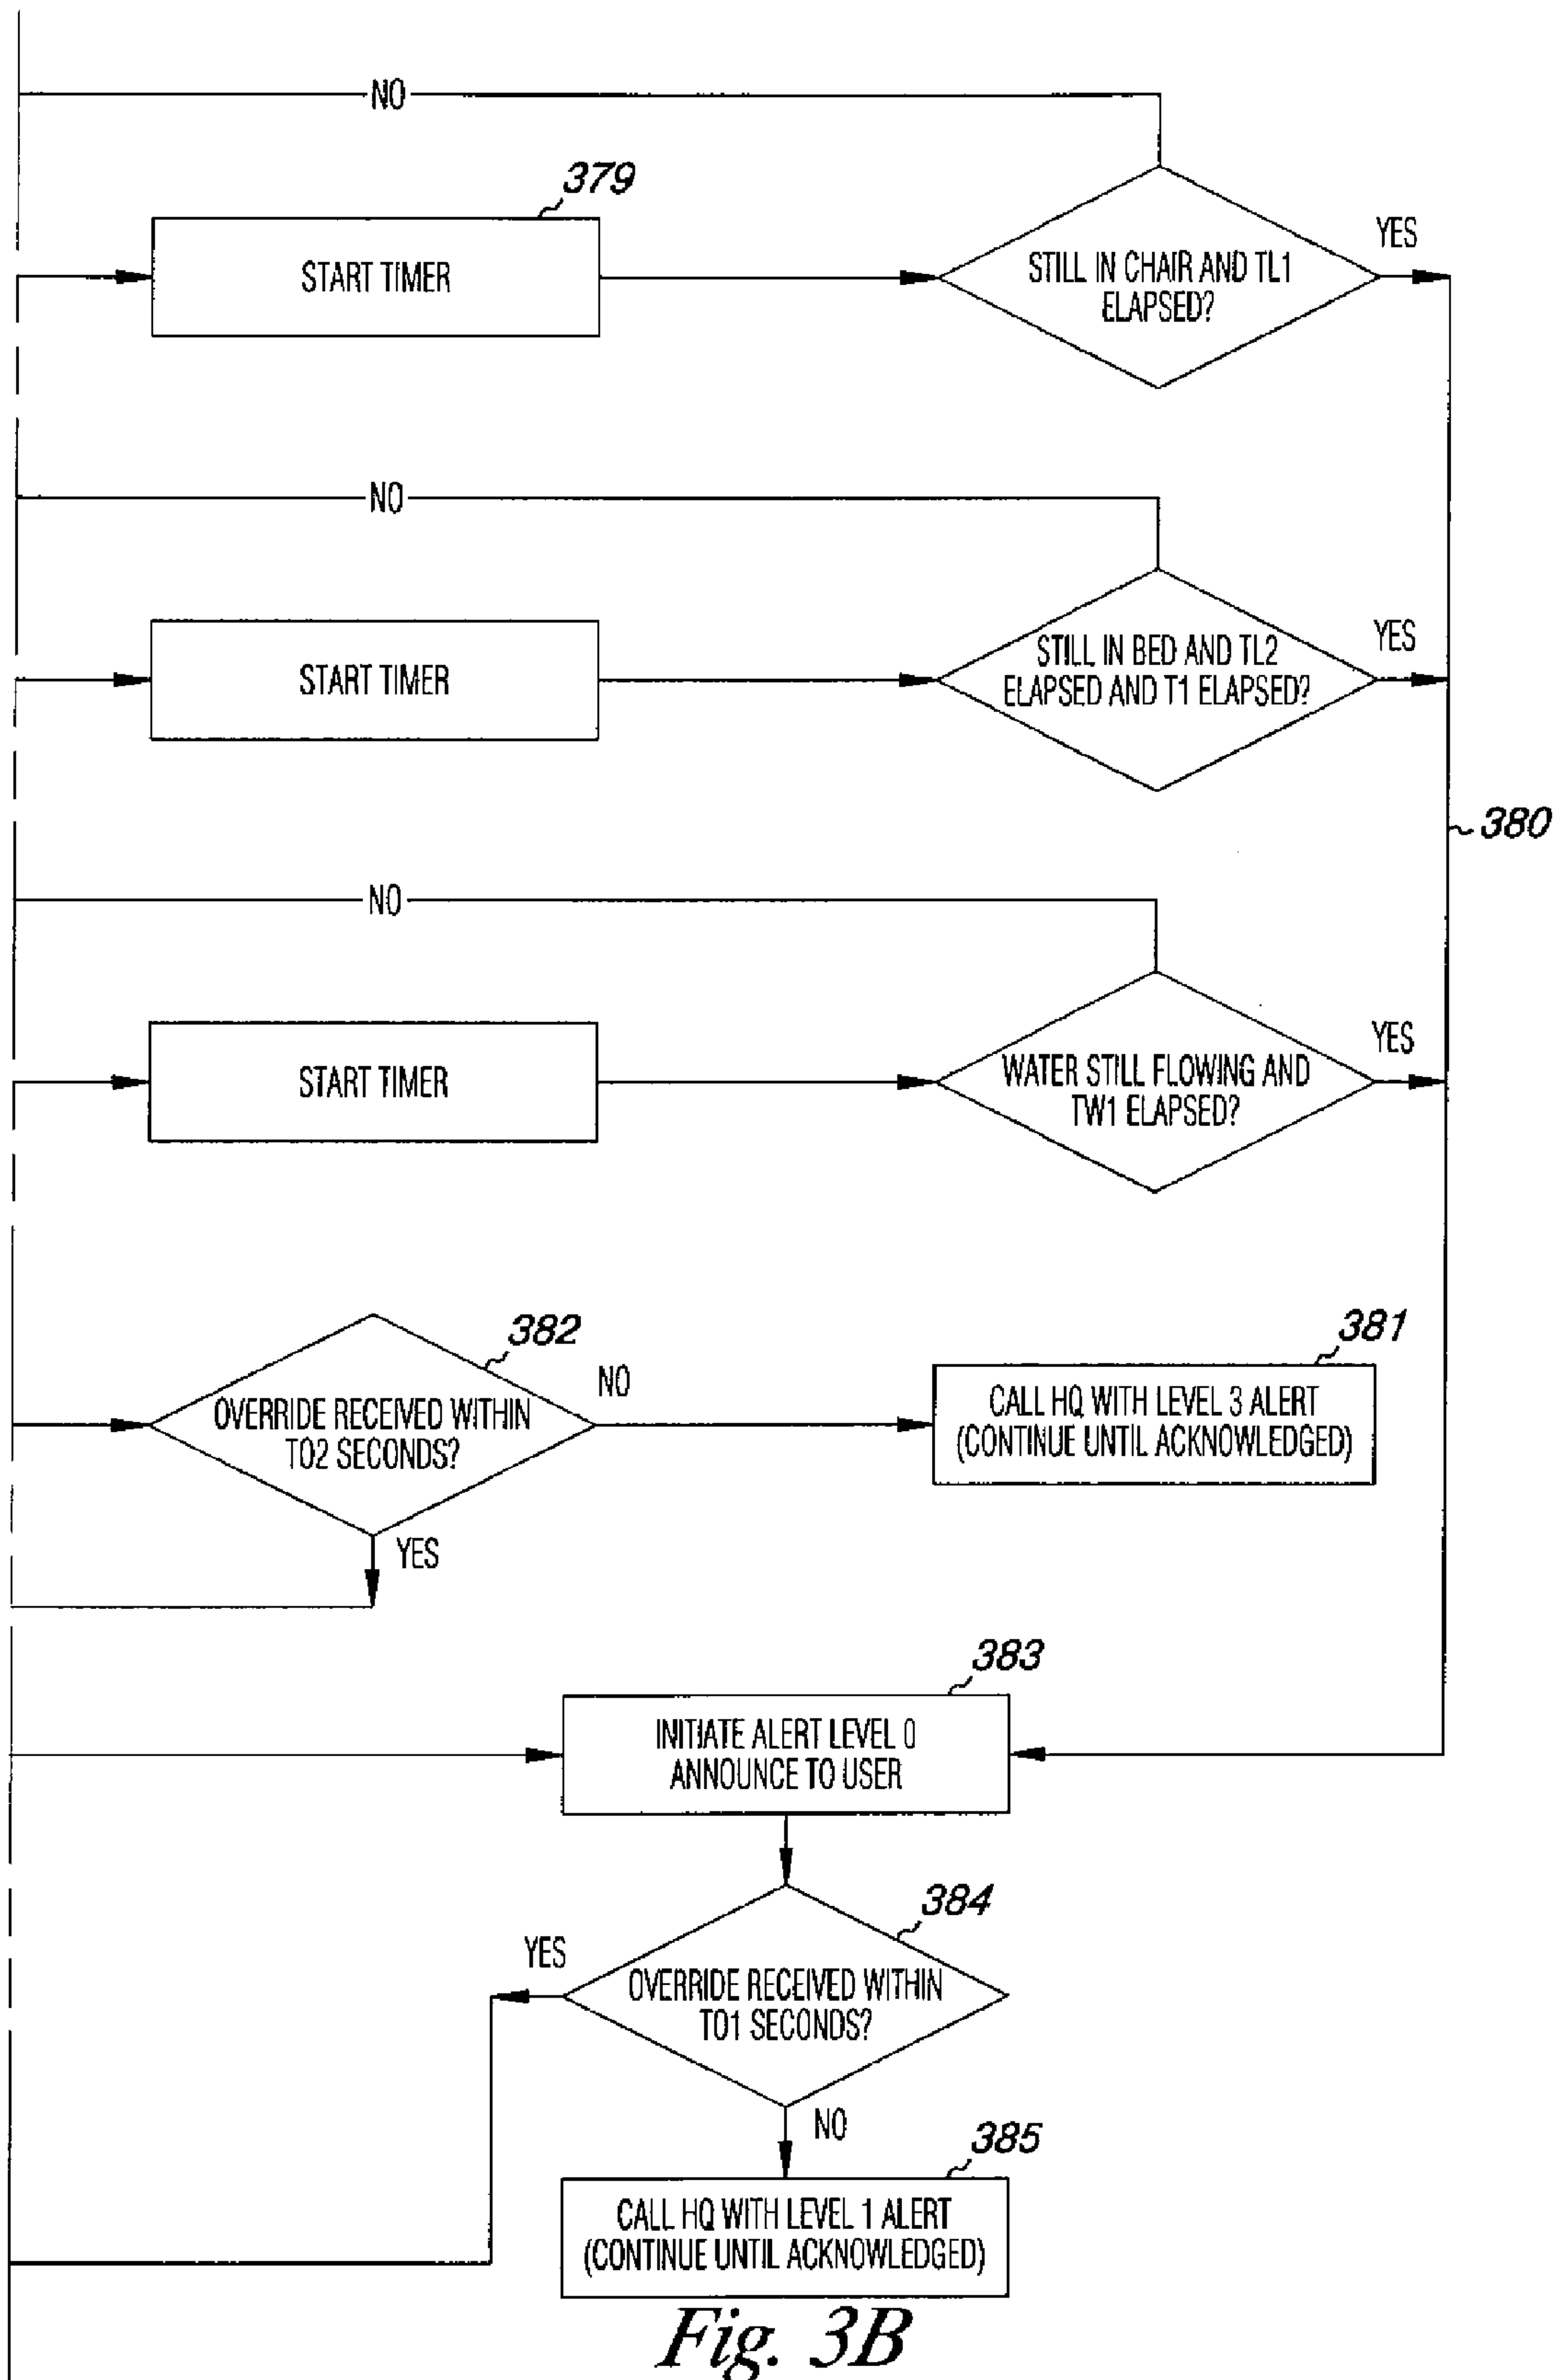 NO
379
START TIMER
STILL IN CHAIR AND TL1
ELAPSED?
YES
NO
START TIMER
STILL IN BED AND TL2
ELAPSED AND T1 ELAPSED?
YES
380
NO
START TIMER
WATER STILL FLOWING AND
TW1 ELAPSED?
YES
382
OVERRIDE RECEIVED WITHIN
TO2 SECONDS?
NO
YES
381
CALL HQ WITH LEVEL 3 ALERT
(CONTINUE UNTIL ACKNOWLEDGED)
383
INITIATE ALERT LEVEL 0
ANNOUNCE TO USER
384
YES
OVERRIDE RECEIVED WITHIN
TO1 SECONDS?
NO
385
CALL HQ WITH LEVEL 1 ALERT
(CONTINUE UNTIL ACKNOWLEDGED)
Fig. 3B